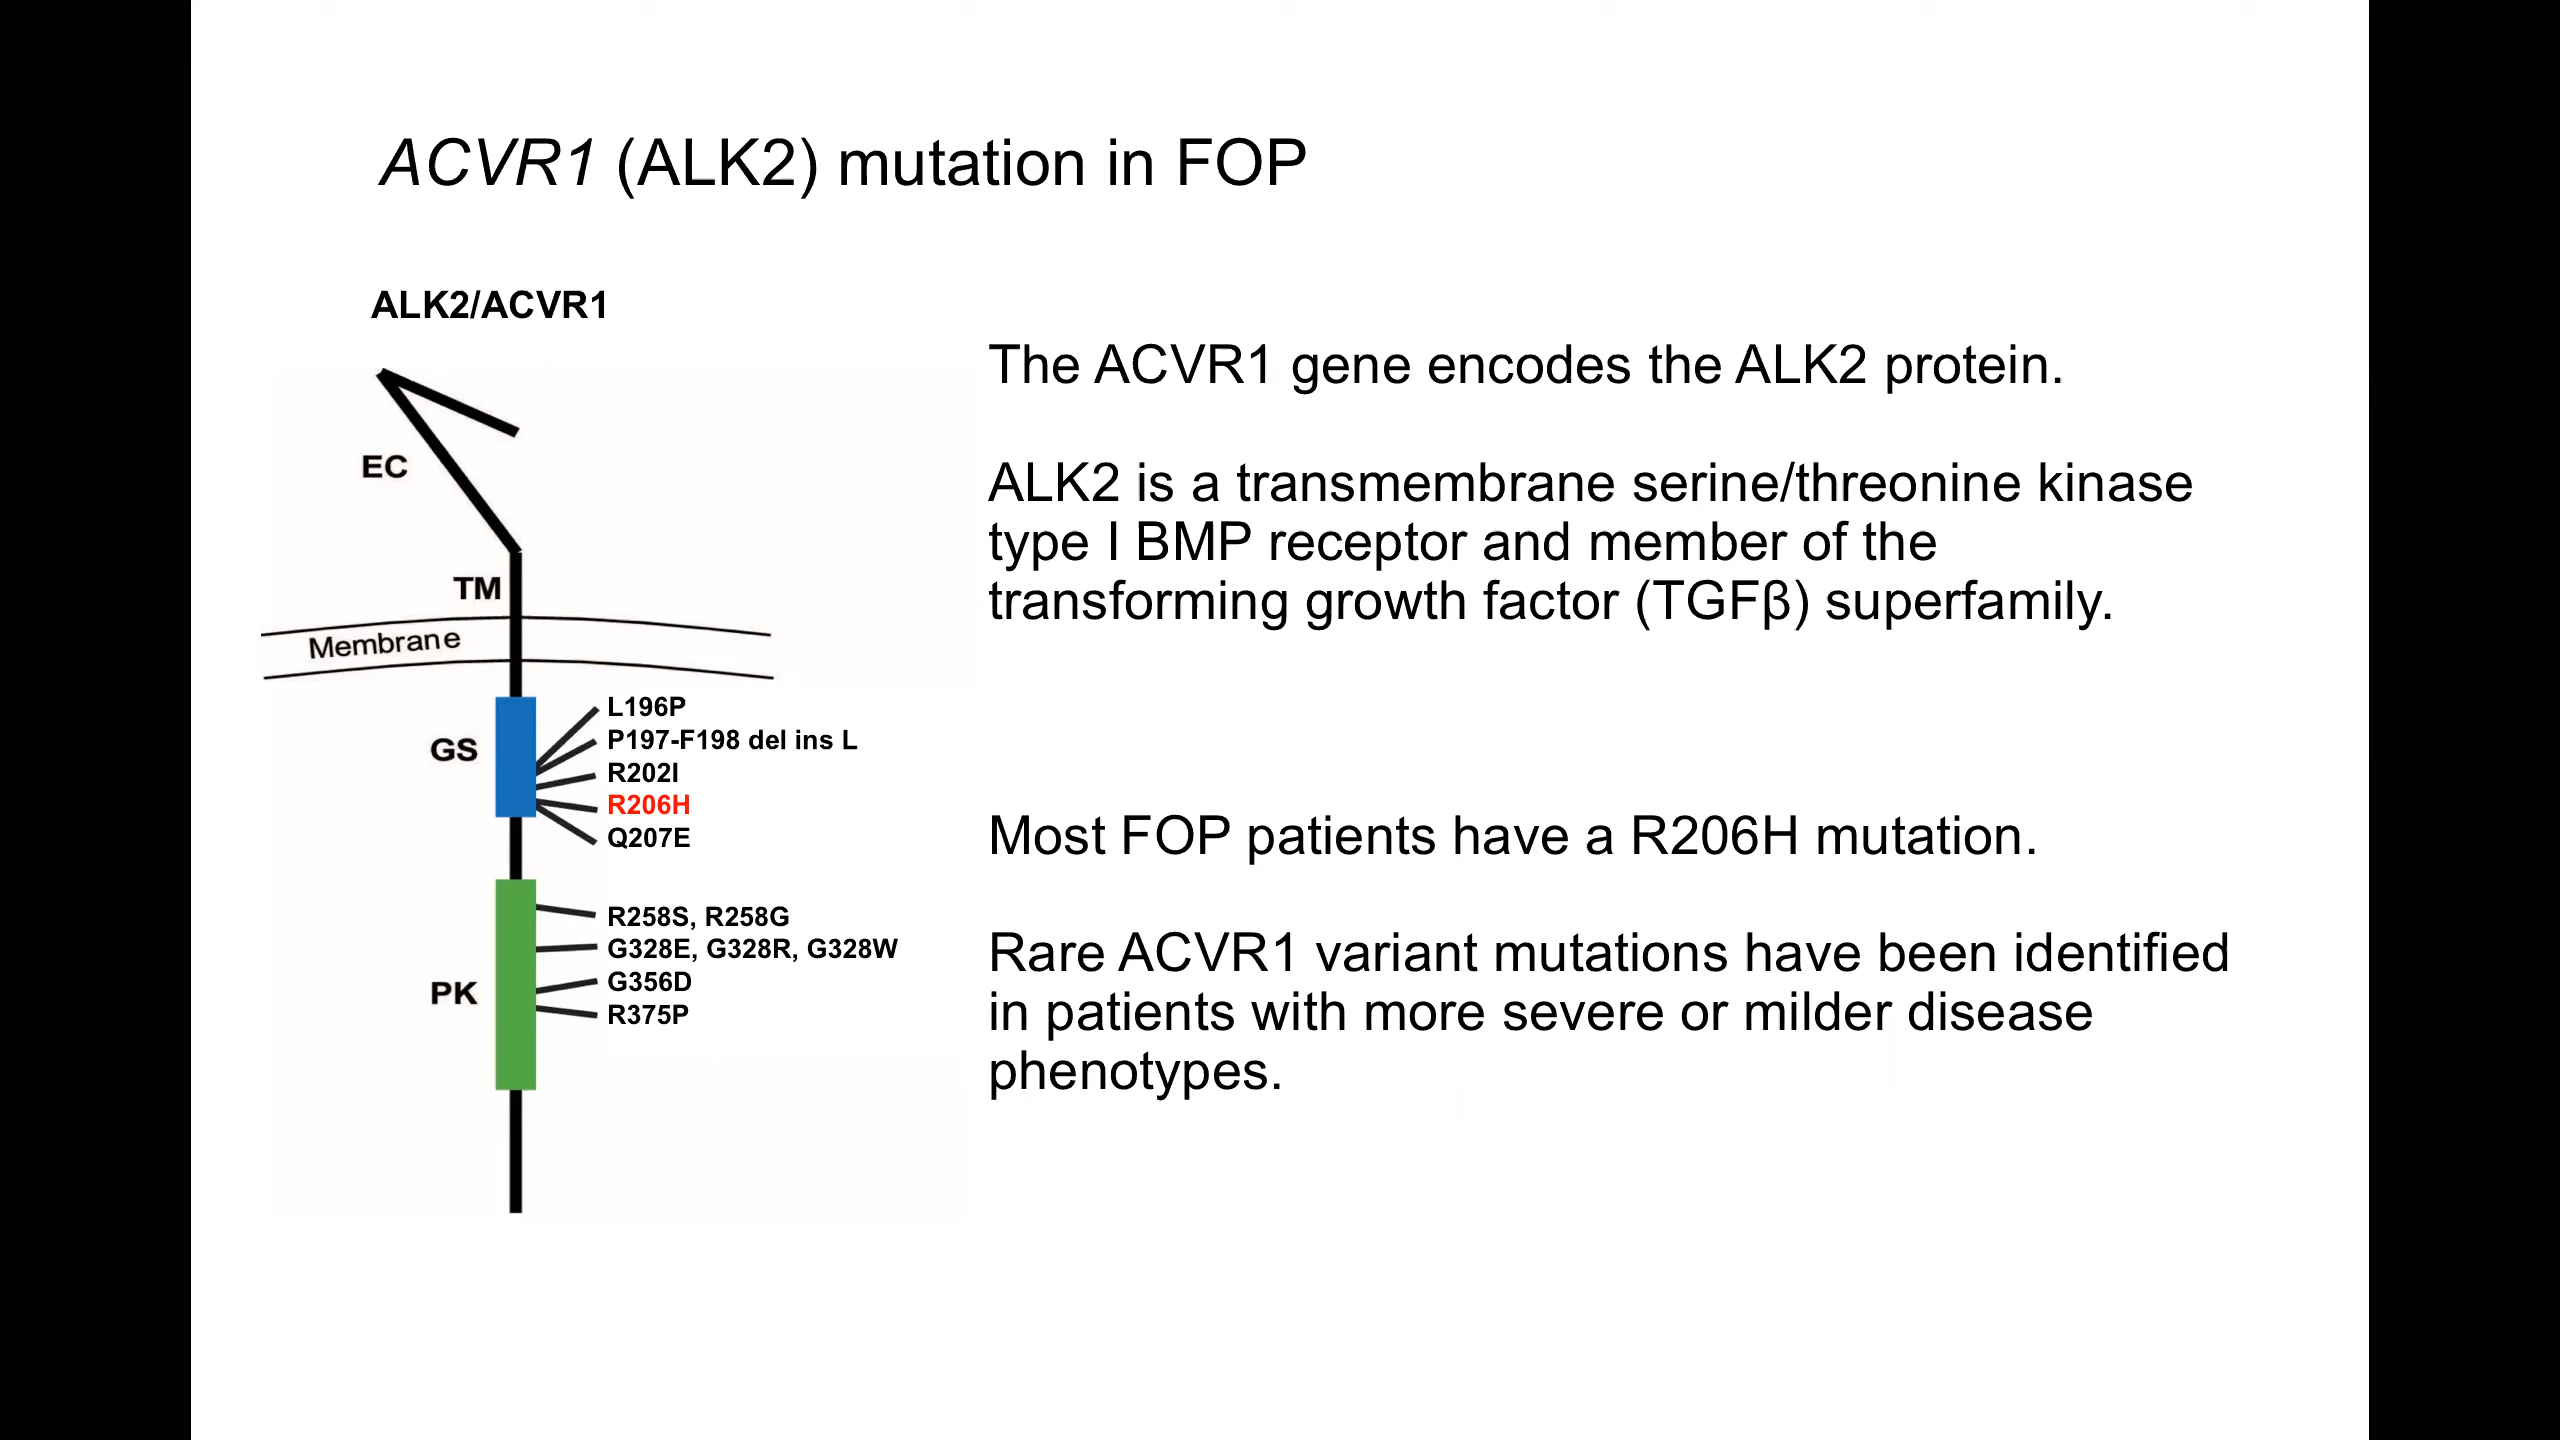 ACVR1 (ALK2) mutation in FOP
ALK2/ACVR1
EC
TM
Membrane
GS
L196P
P197-F198 del ins L
R202I
R206H
Q207E
PK
R258S, R258G
G328E, G328R, G328W
G356D
R375P
The ACVR1 gene encodes the ALK2 protein.
ALK2 is a transmembrane serine/threonine kinase
type I BMP receptor and member of the
transforming growth factor (TGFβ) superfamily.
Most FOP patients have a R206H mutation.
Rare ACVR1 variant mutations have been identified
in patients with more severe or milder disease
phenotypes.